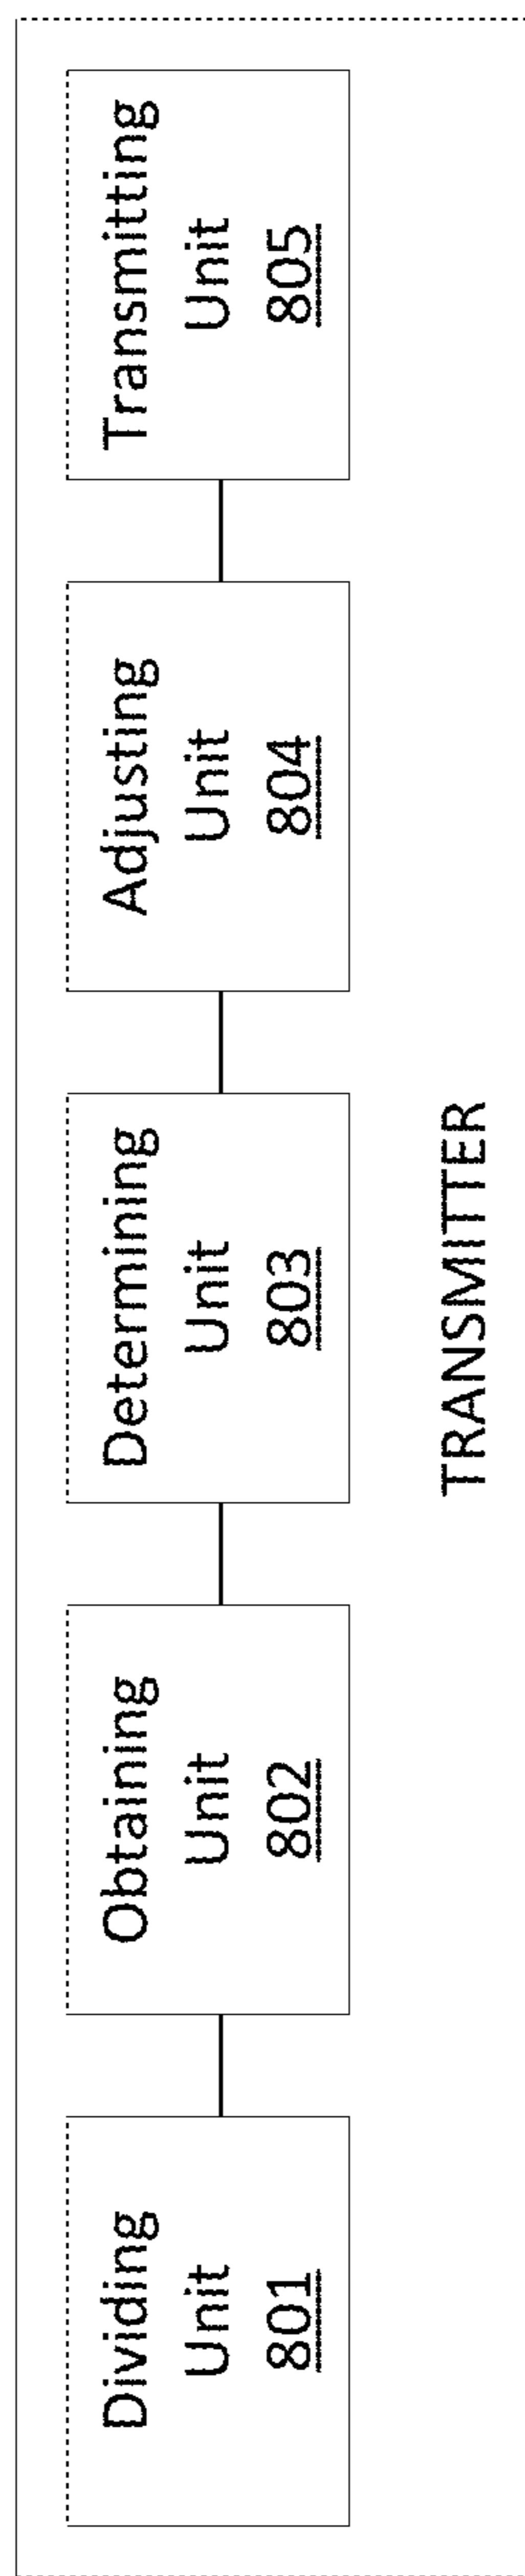 Dividing
Unit
801
Obtaining
Unit
802
Determining
Unit
803
Adjusting
Unit
804
Transmitting
Unit
805
TRANSMITTER